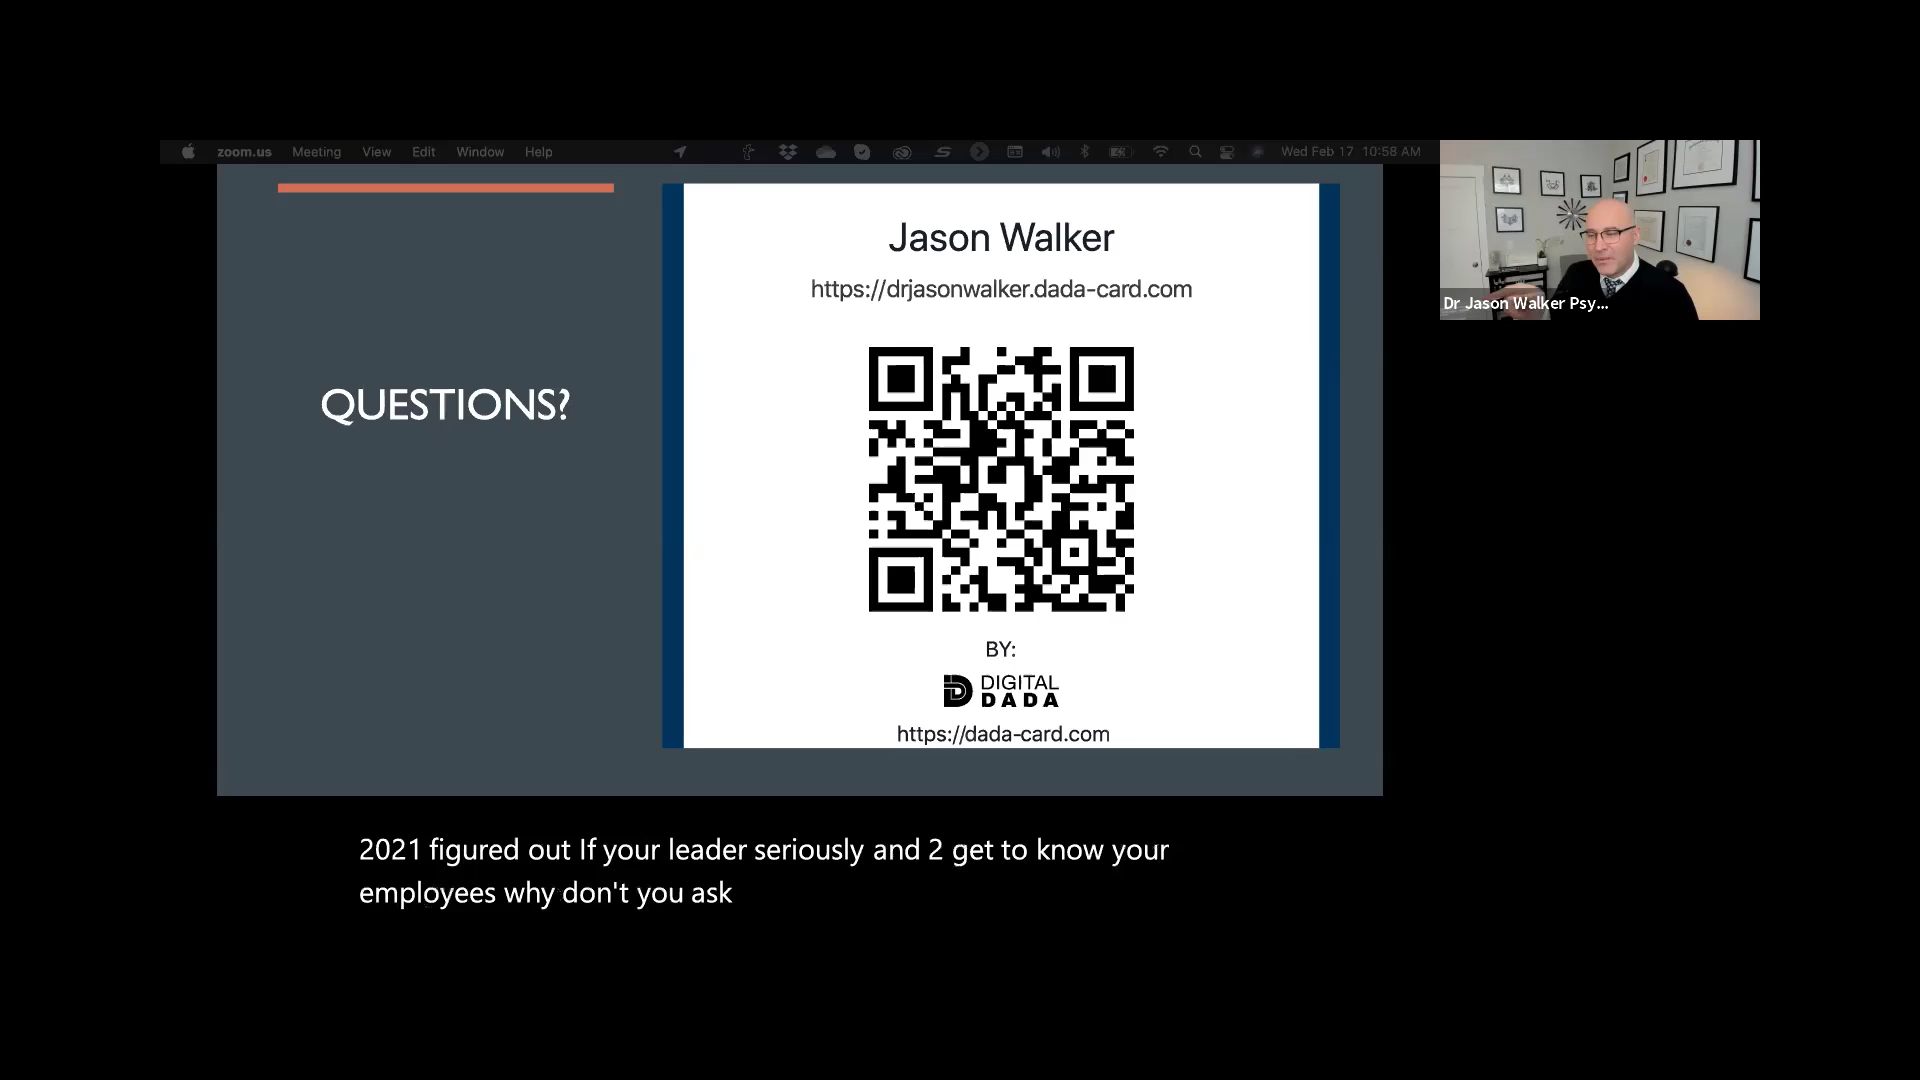 zoom.us Meeting View Edit Window Help Wed Feb 17 10:58 AM
QUESTIONS?
Jason Walker
https://drjasonwalker.dada-card.com
BY:
DIGITAL
DADA
https://dada-card.com
Dr Jason Walker Psy...
2021 figured out If your leader seriously and 2 get to know your
employees why don't you ask